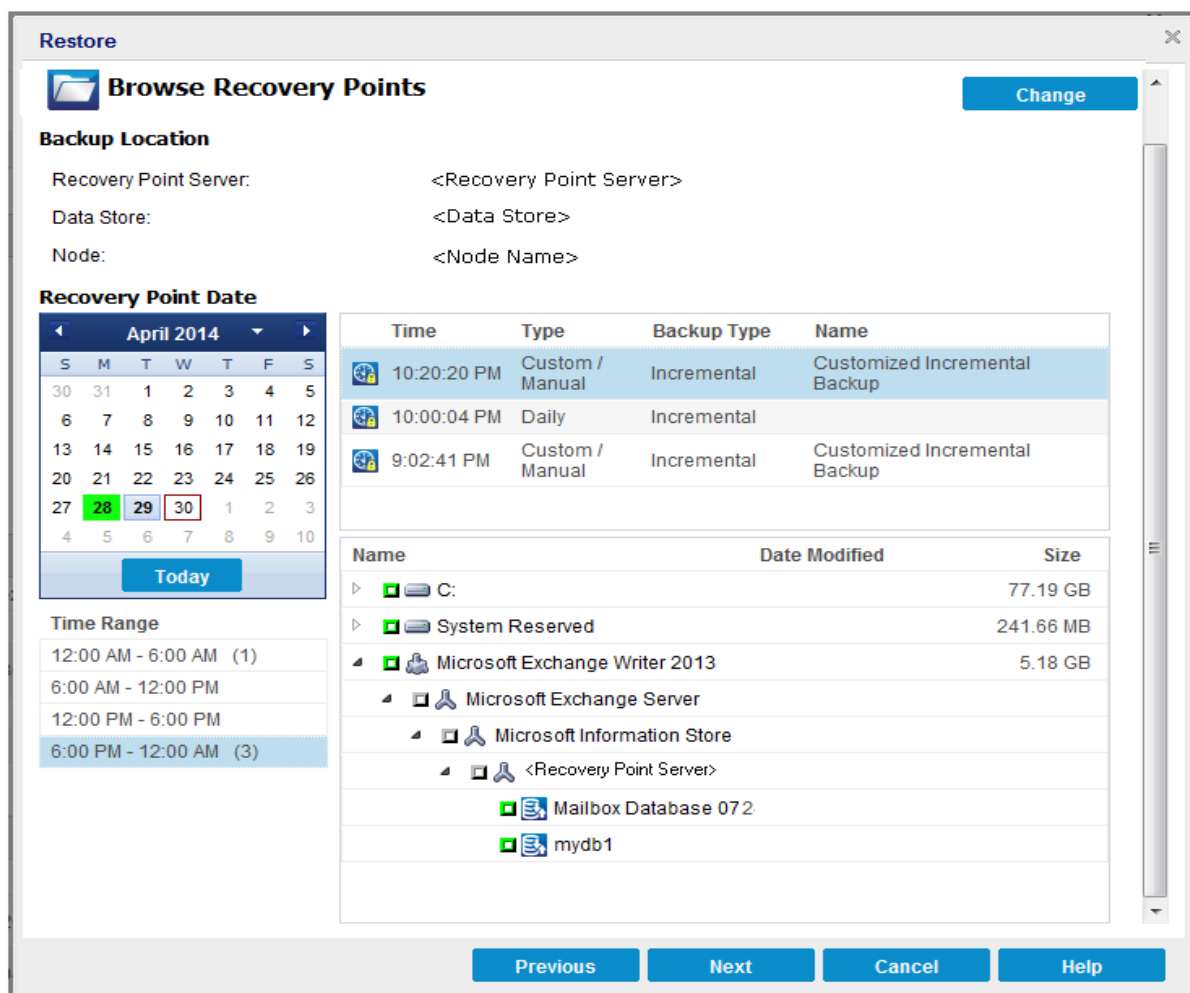 Restore
Browse Recovery Points
Change
Backup Location
Recovery Point Server: <Recovery Point Server>
Data Store: <Data Store>
Node: <Node Name>
Recovery Point Date
April 2014
S M T W T F S
30 31 1 2 3 4 5
6 7 8 9 10 11 12
13 14 15 16 17 18 19
20 21 22 23 24 25 26
27 28 29 30 1 2 3
4 5 6 7 8 9 10
Today
Time Range
12:00 AM - 6:00 AM (1)
6:00 AM - 12:00 PM
12:00 PM - 6:00 PM
6:00 PM - 12:00 AM (3)
Time Type Backup Type Name
10:20:20 PM Custom / Manual Incremental Customized Incremental Backup
10:00:04 PM Daily Incremental
9:02:41 PM Custom / Manual Incremental Customized Incremental Backup
Name Date Modified Size
C: 77.19 GB
System Reserved 241.66 MB
Microsoft Exchange Writer 2013 5.18 GB
Microsoft Exchange Server
Microsoft Information Store
<Recovery Point Server>
Mailbox Database 072
mydb1
Previous Next Cancel Help